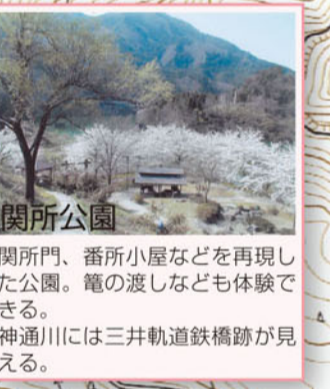 関所公園
関所門、番所小屋などを再現し
た公園。篭の渡しなども体験で
きる。
神通川には三井軌道鉄橋跡が見
える。